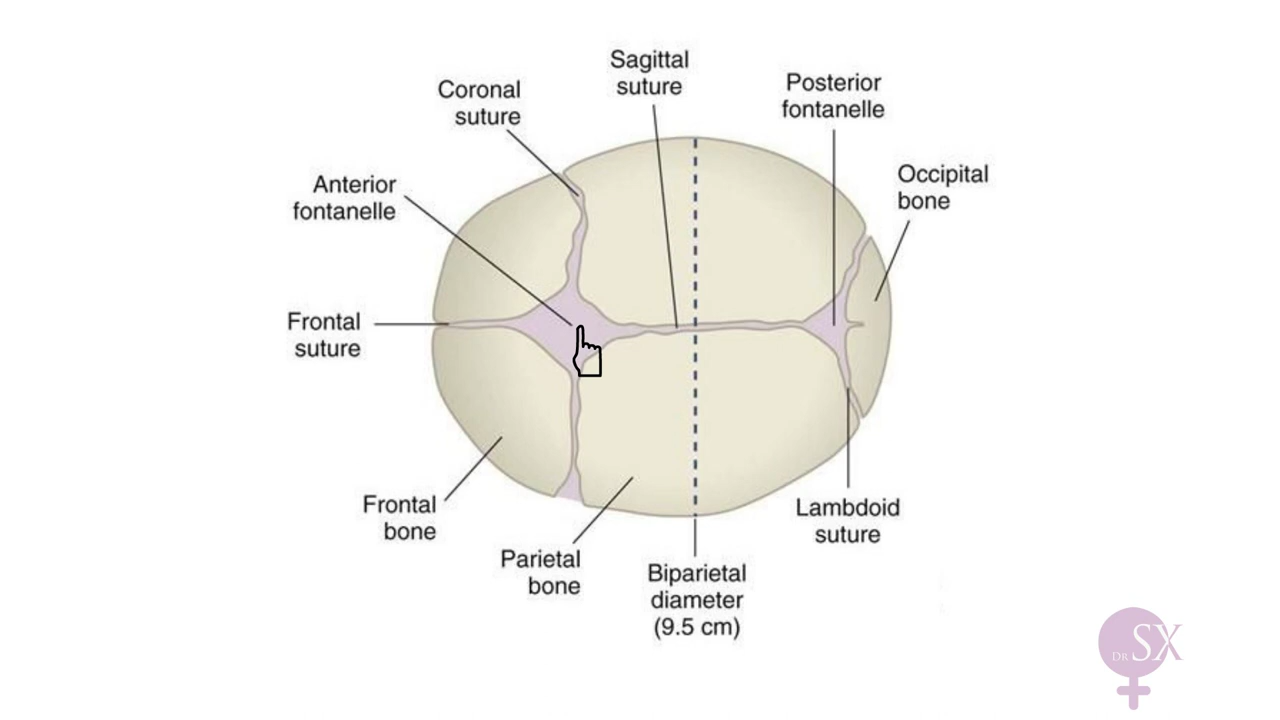 Sagittal
suture
Coronal
suture
Posterior
fontanelle
Anterior
fontanelle
Occipital
bone
Frontal
suture
Frontal
bone
Lambdoid
suture
Parietal
bone
Biparietal
diameter
(9.5 cm)
DR SX